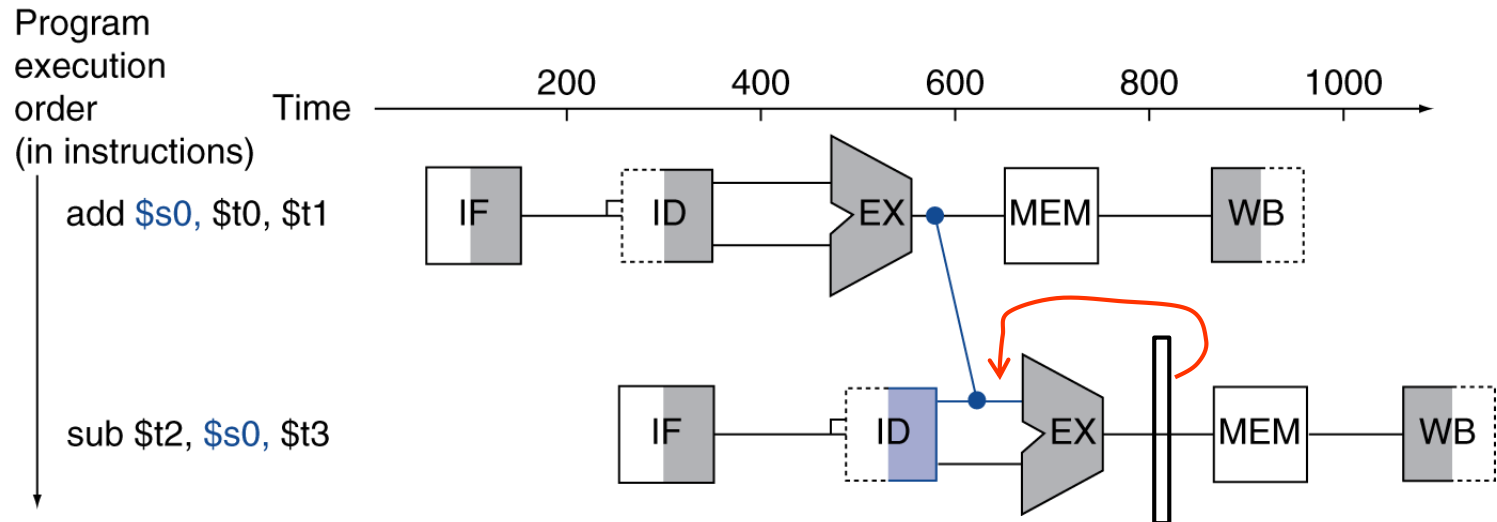 Program
execution
order
(in instructions)
Time
200 400 600 800 1000
add $s0, $t0, $t1
IF ID EX MEM WB
sub $t2, $s0, $t3
IF ID EX MEM WB